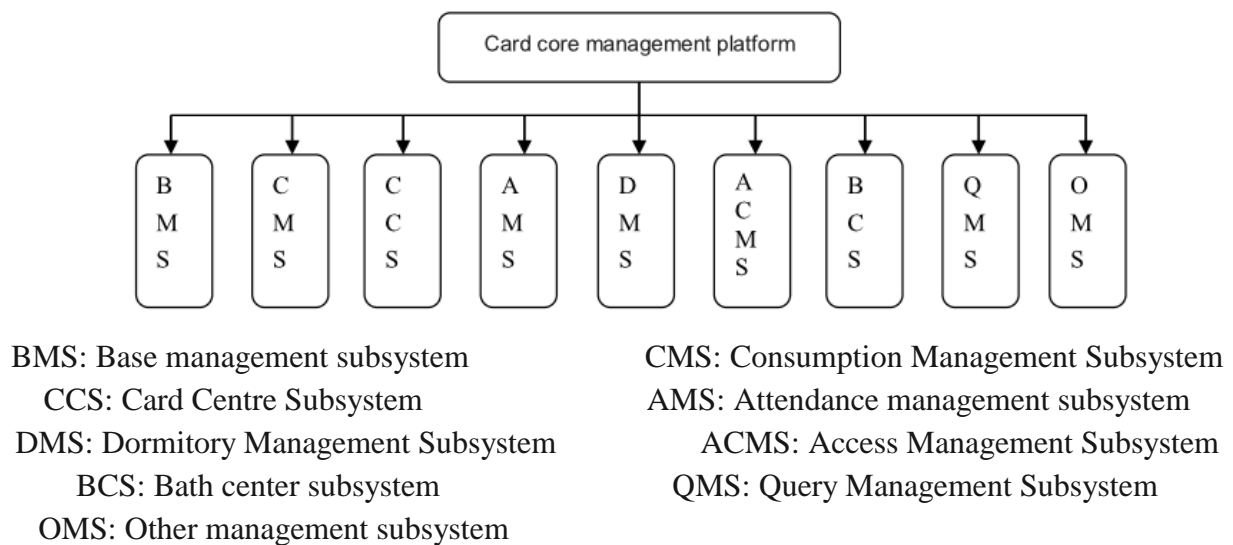 Card core management platform
B M S
C M S
C C S
A M S
D M S
A C M S
B C S
Q M S
O M S
BMS: Base management subsystem
CMS: Consumption Management Subsystem
CCS: Card Centre Subsystem
AMS: Attendance management subsystem
DMS: Dormitory Management Subsystem
ACMS: Access Management Subsystem
BCS: Bath center subsystem
QMS: Query Management Subsystem
OMS: Other management subsystem